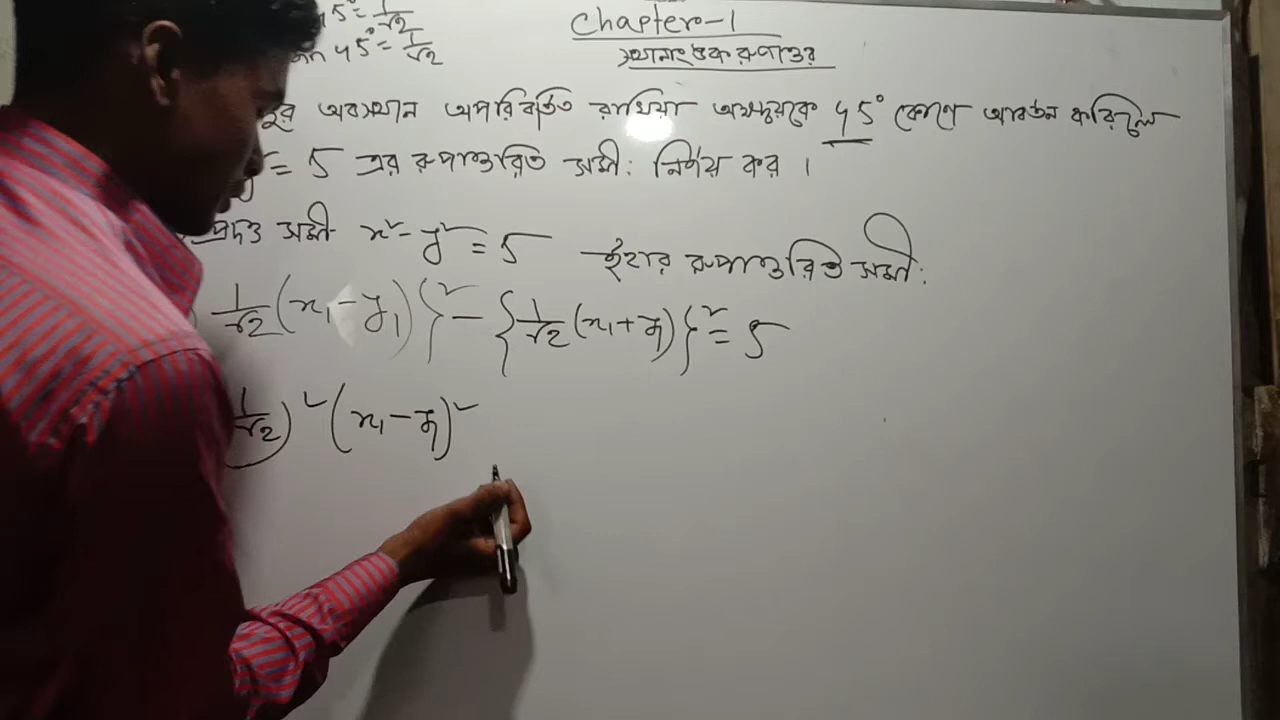 45° = 1/√2
45° = 1/√2
Chapter-1
স্থানাংকের রুপান্তর
অবস্থান অপরিবর্তিত রাখিয়া অক্ষদ্বয়কে 45° কোণে আবর্তন করিলে
= 5 এর রুপান্তরিত সমী: নির্ণয় কর ।
প্রদত্ত সমী x² - y² = 5 ইহার রুপান্তরিত সমী:
1/√2 (x₁ - y₁)}² - {1/√2 (x₁ + y₁)}² = 5
1/√2)² (x₁ - y₁)²